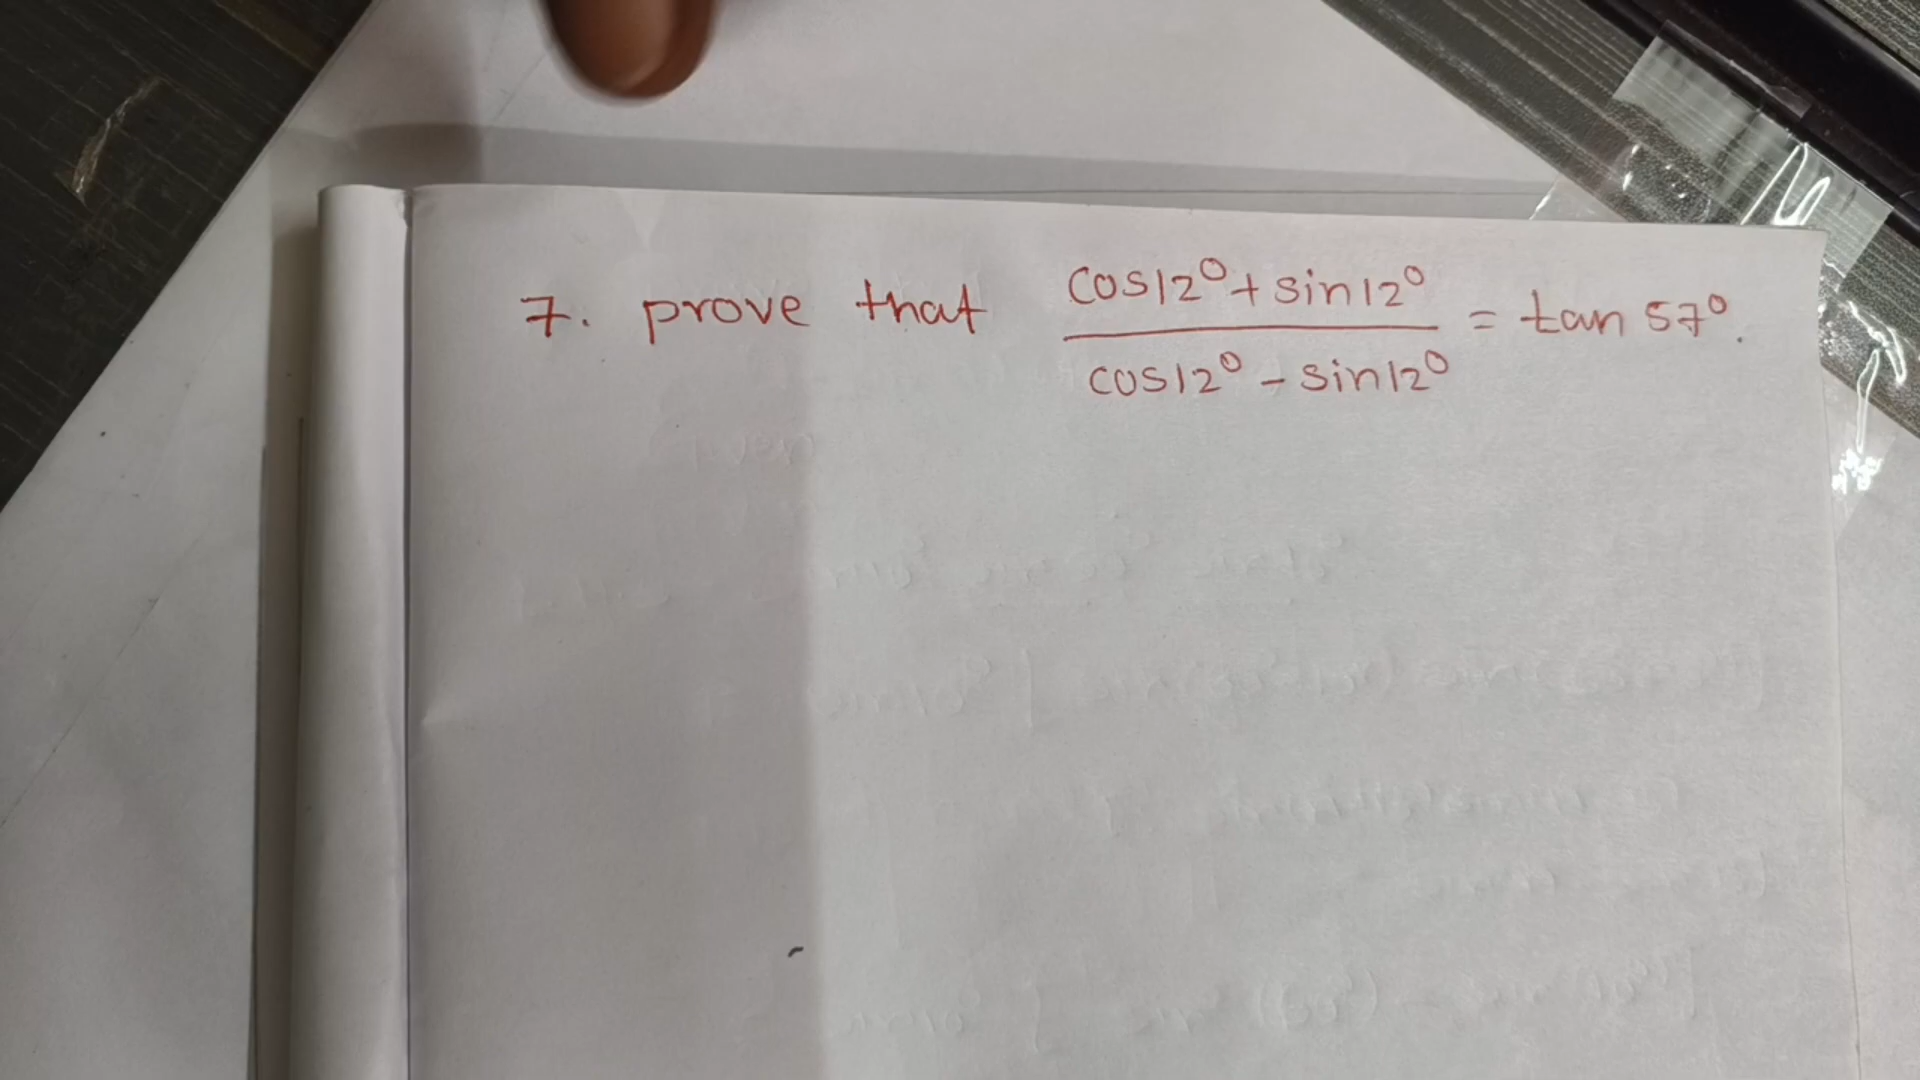 7. prove that cos12°+sin12° / cos12°-sin12° = tan 57°.